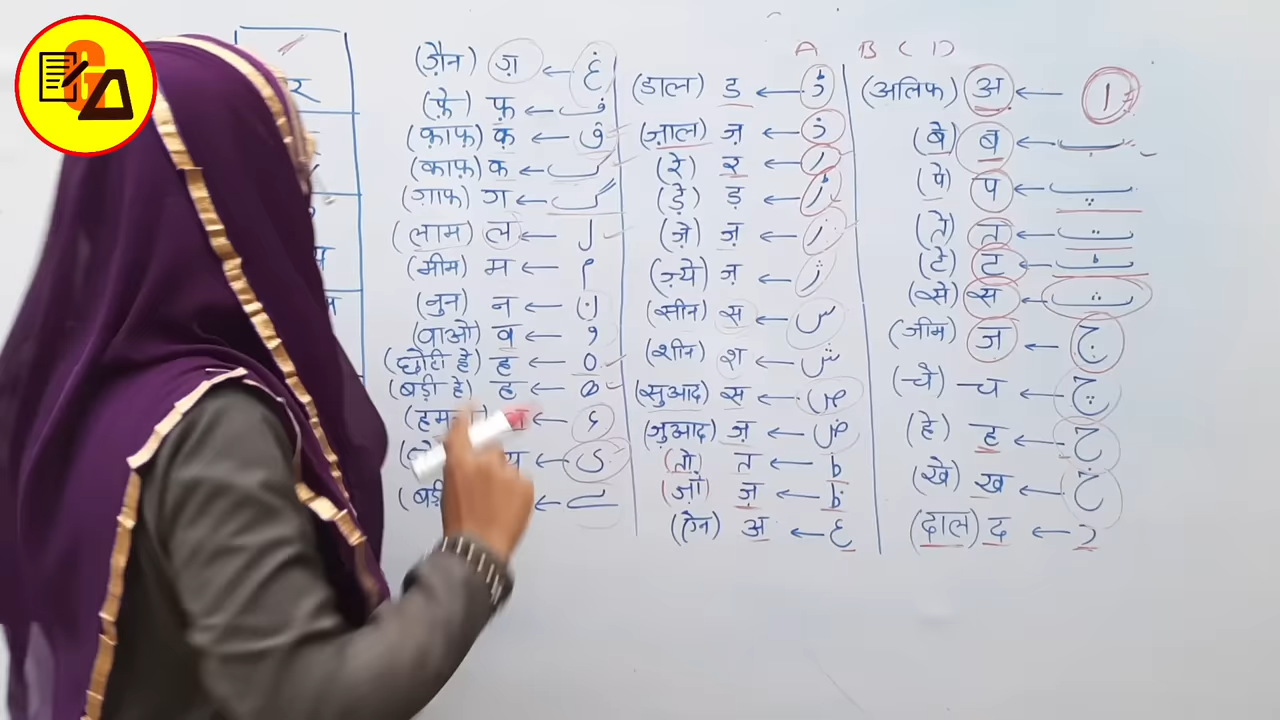 A B C D
(अलिफ) अ ← ا
(बे) ब ← ب
(पे) प ← پ
(ते) त ← ت
(टे) ट ← ٹ
(से) स ← ث
(जीम) ज ← ج
(चे) च ← چ
(हे) ह ← ح
(खे) ख ← خ
(दाल) द ← د
(डाल) ड ← ڈ
(ज़ाल) ज़ ← ذ
(रे) र ← ر
(ड़े) ड़ ← ڑ
(ज़े) ज़ ← ز
(ज़्ये) ज़ ← ژ
(सीन) स ← س
(शीन) श ← ش
(सुआद) स ← ص
(जुआद) ज़ ← ض
(तो) त ← ط
(ज़ो) ज़ ← ظ
(ऐन) अ ← ع
(ग़ैन) ग़ ← غ
(फ़े) फ़ ← ف
(क़ाफ) क़ ← ق
(काफ़) क ← ک
(ग़ाफ) ग ← گ
(लाम) ल ← ل
(मीम) म ← م
(नुन) न ← ن
(वाओ) व ← و
(छोटी हे) ह ← ه
(बड़ी हे) ह ← ھ
← ء
य ← ی
← ے
र